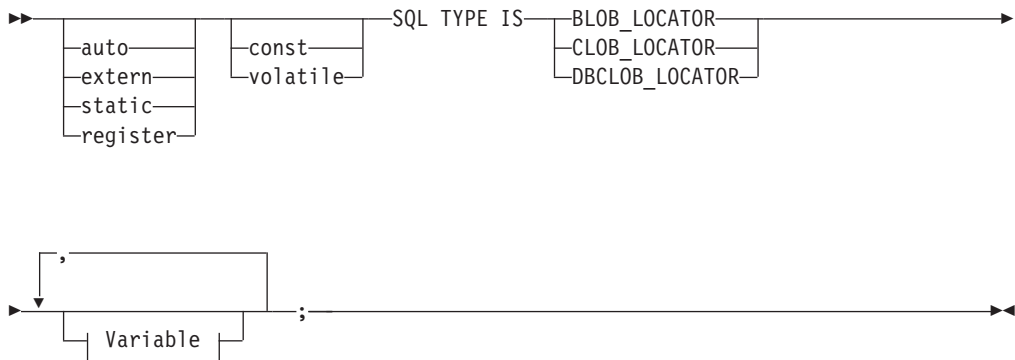 SQL TYPE IS BLOB_LOCATOR
auto const CLOB_LOCATOR
extern volatile DBCLOB_LOCATOR
static
register
,
;
Variable